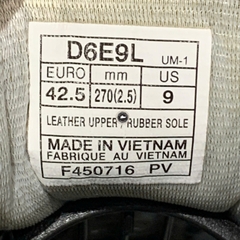 D6E9L UM-1
EURO mm US
42.5 270(2.5) 9
LEATHER UPPER/RUBBER SOLE
MADE IN VIETNAM
FABRIQUE AU VIETNAM
F450716 PV